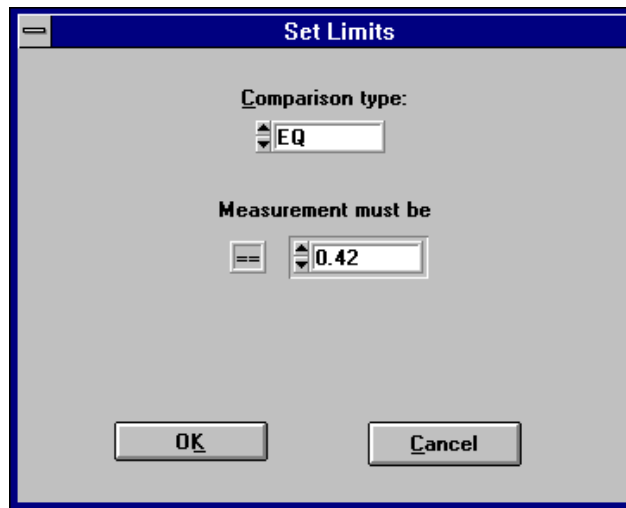 Set Limits
Comparison type:
EQ
Measurement must be
== 0.42
OK Cancel